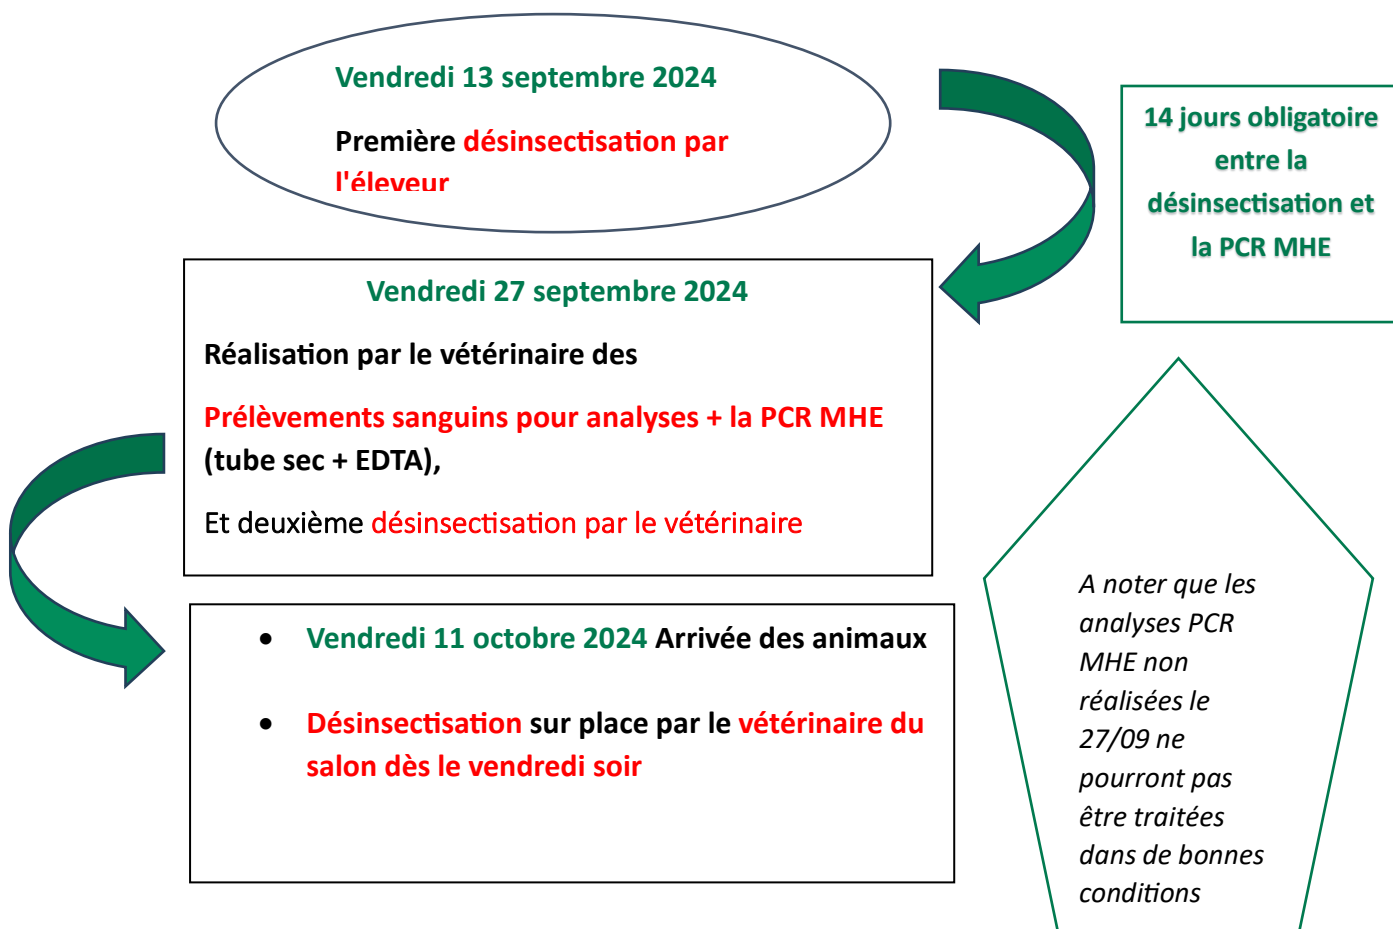 Vendredi 13 septembre 2024
Première désinsectisation par
l'éleveur
14 jours obligatoire
entre la
désinsectisation et
la PCR MHE
Vendredi 27 septembre 2024
Réalisation par le vétérinaire des
Prélèvements sanguins pour analyses + la PCR MHE
(tube sec + EDTA),
Et deuxième désinsectisation par le vétérinaire
• Vendredi 11 octobre 2024 Arrivée des animaux
• Désinsectisation sur place par le vétérinaire du
salon dès le vendredi soir
A noter que les
analyses PCR
MHE non
réalisées le
27/09 ne
pourront pas
être traitées
dans de bonnes
conditions